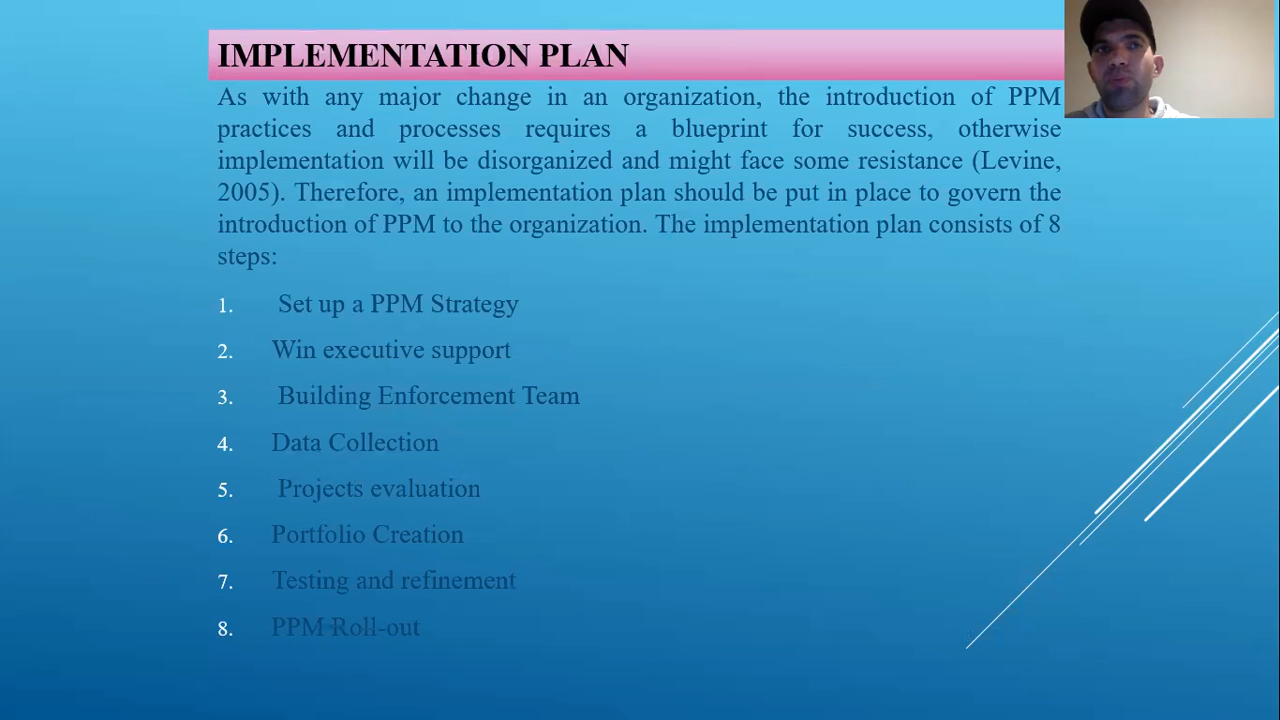 IMPLEMENTATION PLAN
As with any major change in an organization, the introduction of PPM
practices and processes requires a blueprint for success, otherwise
implementation will be disorganized and might face some resistance (Levine,
2005). Therefore, an implementation plan should be put in place to govern the
introduction of PPM to the organization. The implementation plan consists of 8
steps:
1. Set up a PPM Strategy
2. Win executive support
3. Building Enforcement Team
4. Data Collection
5. Projects evaluation
6. Portfolio Creation
7. Testing and refinement
8. PPM Roll-out